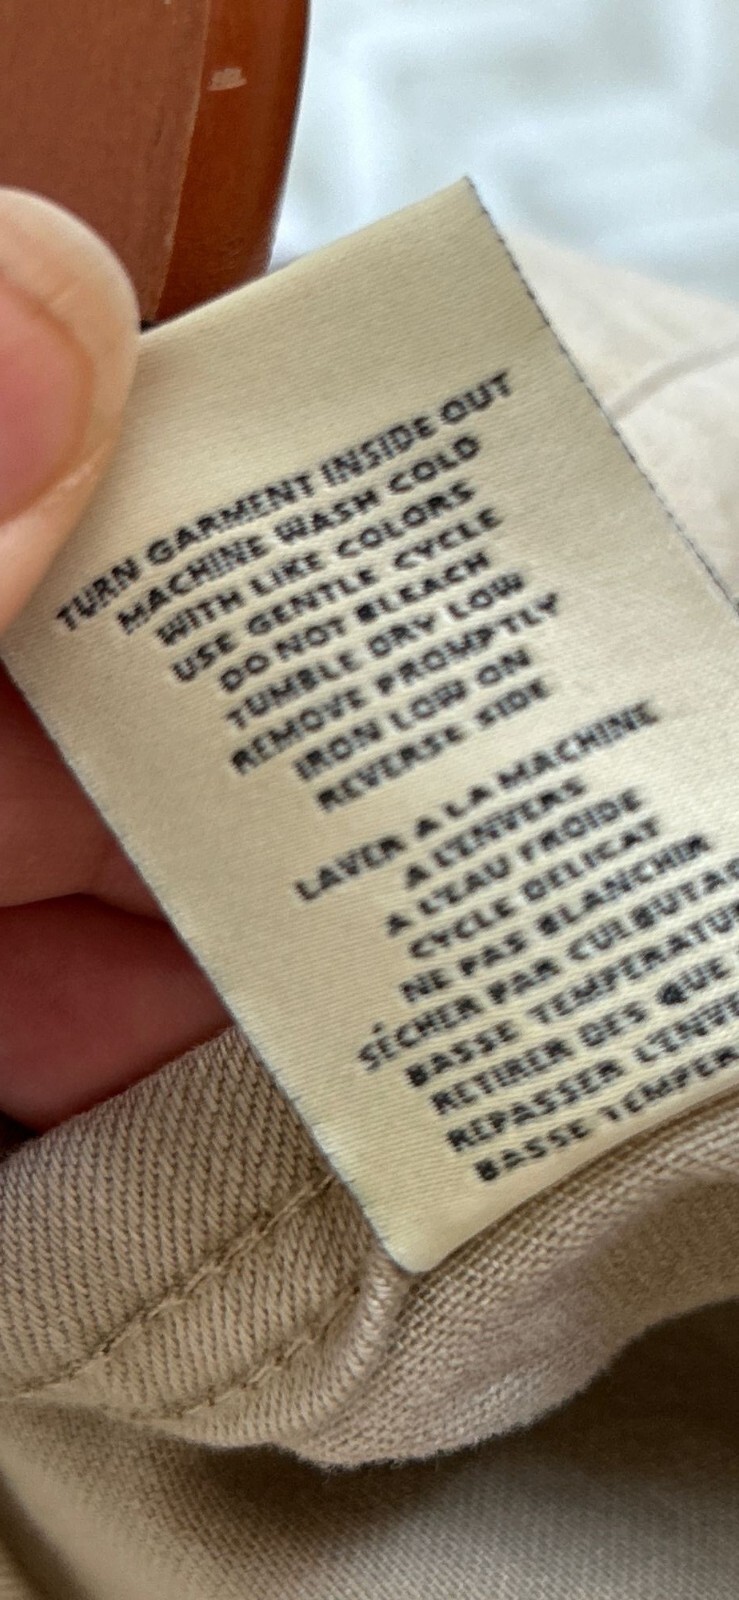 TURN GARMENT INSIDE OUT
MACHINE WASH COLD
WITH LIKE COLORS
USE GENTLE CYCLE
DO NOT BLEACH
TUMBLE DRY LOW
REMOVE PROMPTLY
IRON LOW ON
REVERSE SIDE
LAVER A LA MACHINE
A L'ENVERS
A L'EAU FROIDE
CYCLE DELICAT
NE PAS BLANCHIR
SÉCHER PAR
BASSE
RETIRER DES QUE
REPASSER
BASSE